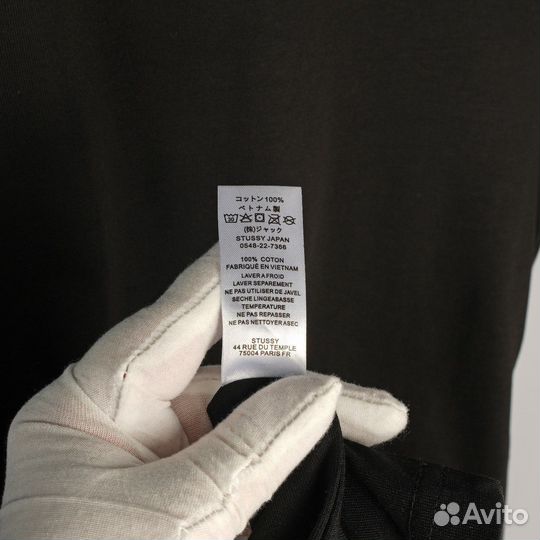 コットン100%
ベトナム製
(株)ジャック
STUSSY JAPAN
0548-22-7366
100% COTON
FABRIQUÉ EN VIETNAM
LAVER A FROID
LAVER SEPAREMENT
NE PAS UTILISER DE JAVEL
SECHE LINGEABASSE
TEMPERATURE
NE PAS REPASSER
NE PAS NETTOYER ASEC
STUSSY
44 RUE DU TEMPLE
75004 PARIS FR
Avito